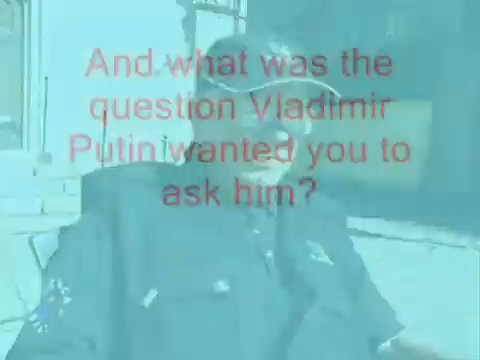 And what was the
question Vladimir
Putin wanted you to
ask him?